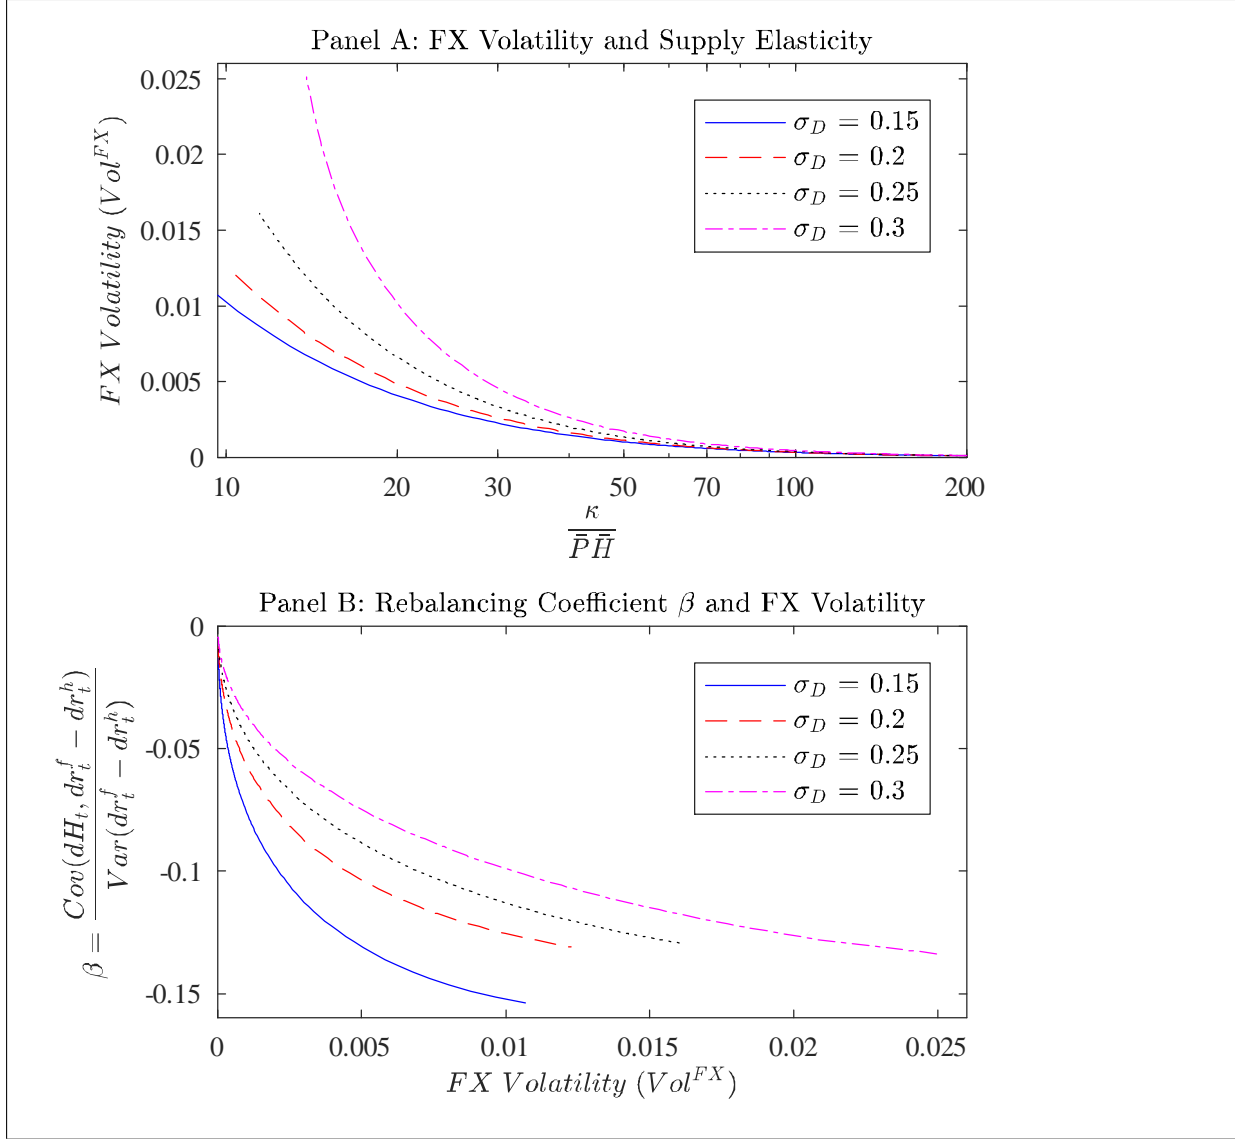 Panel A: FX Volatility and Supply Elasticity
FX Volatility (Vol^{FX})
0.025
0.02
0.015
0.01
0.005
0
σ_D = 0.15
σ_D = 0.2
σ_D = 0.25
σ_D = 0.3
10 20 30 50 70 100 200
κ
P̄H̄
Panel B: Rebalancing Coefficient β and FX Volatility
β = Cov(dH_t, dr_t^f − dr_t^h)
Var(dr_t^f − dr_t^h)
0
-0.05
-0.1
-0.15
σ_D = 0.15
σ_D = 0.2
σ_D = 0.25
σ_D = 0.3
0 0.005 0.01 0.015 0.02 0.025
FX Volatility (Vol^{FX})